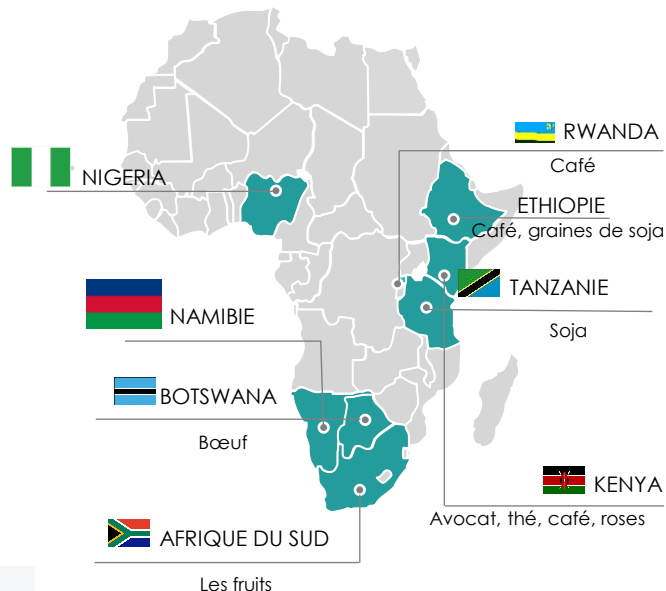 RWANDA
Café
NIGERIA
ETHIOPIE
Café, graines de soja
TANZANIE
Soja
NAMIBIE
BOTSWANA
Bœuf
KENYA
Avocat, thé, café, roses
AFRIQUE DU SUD
Les fruits